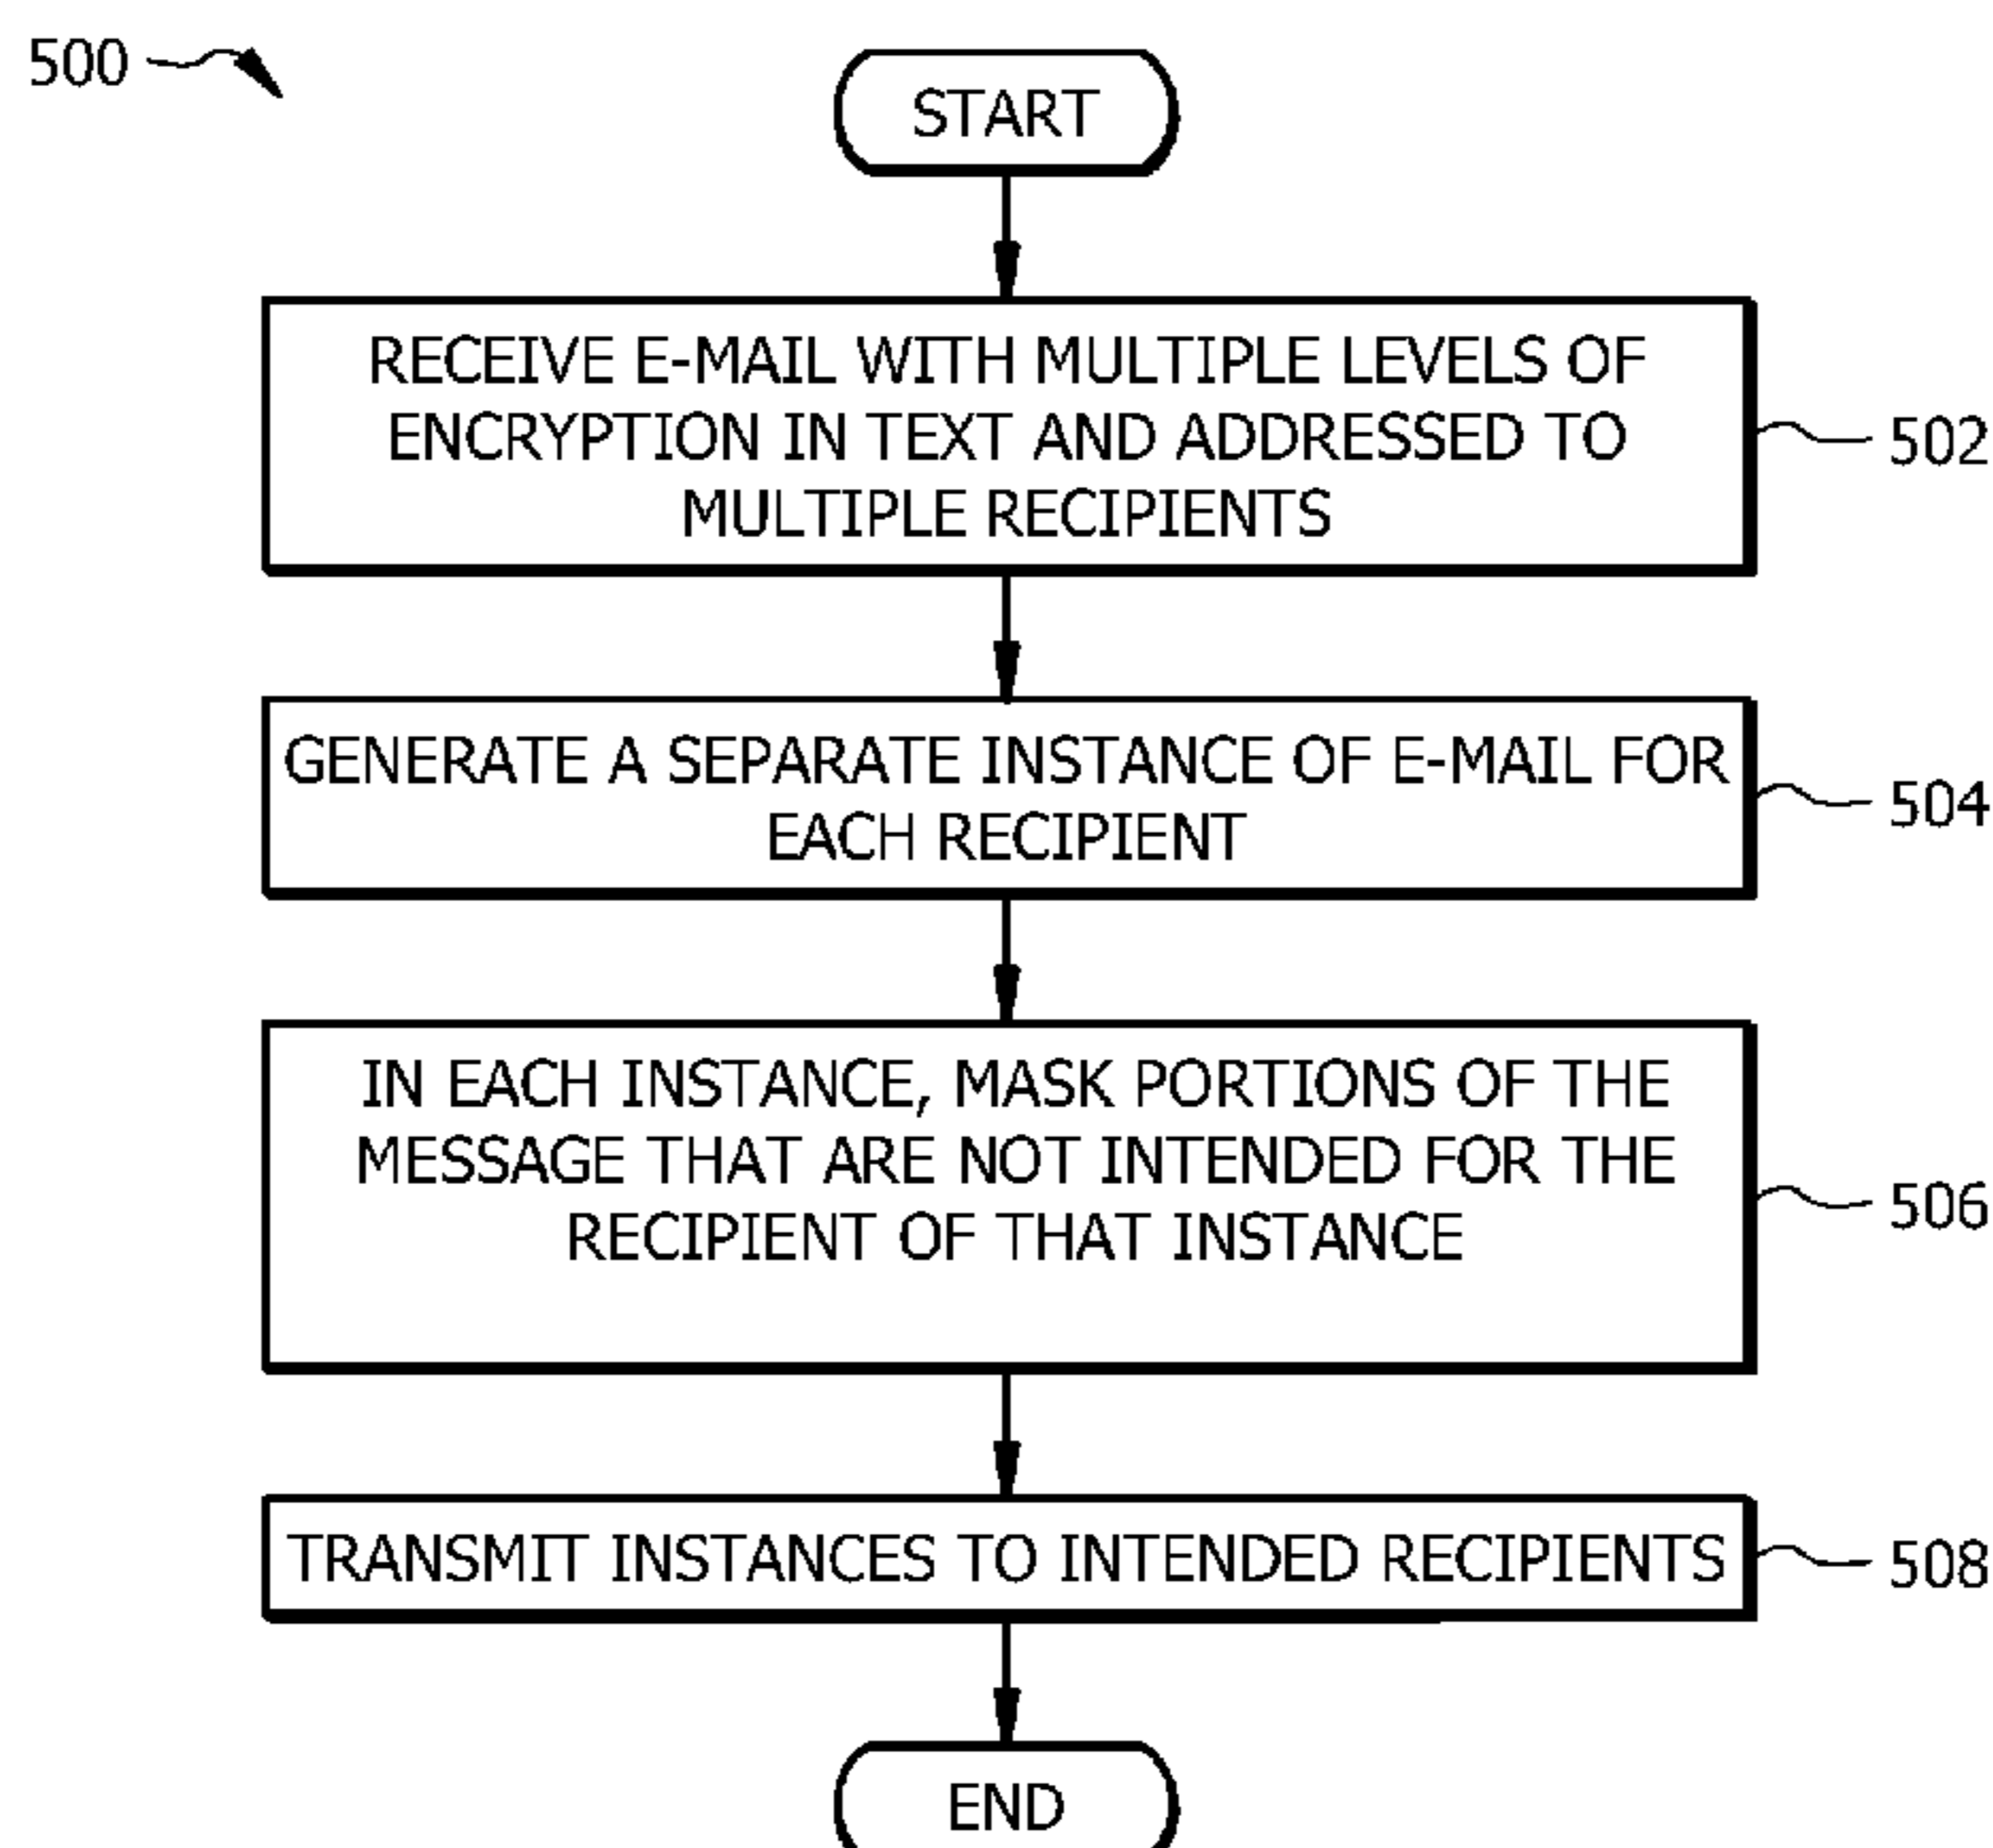 500
START
RECEIVE E-MAIL WITH MULTIPLE LEVELS OF
ENCRYPTION IN TEXT AND ADDRESSED TO
MULTIPLE RECIPIENTS
502
GENERATE A SEPARATE INSTANCE OF E-MAIL FOR
EACH RECIPIENT
504
IN EACH INSTANCE, MASK PORTIONS OF THE
MESSAGE THAT ARE NOT INTENDED FOR THE
RECIPIENT OF THAT INSTANCE
506
TRANSMIT INSTANCES TO INTENDED RECIPIENTS
508
END